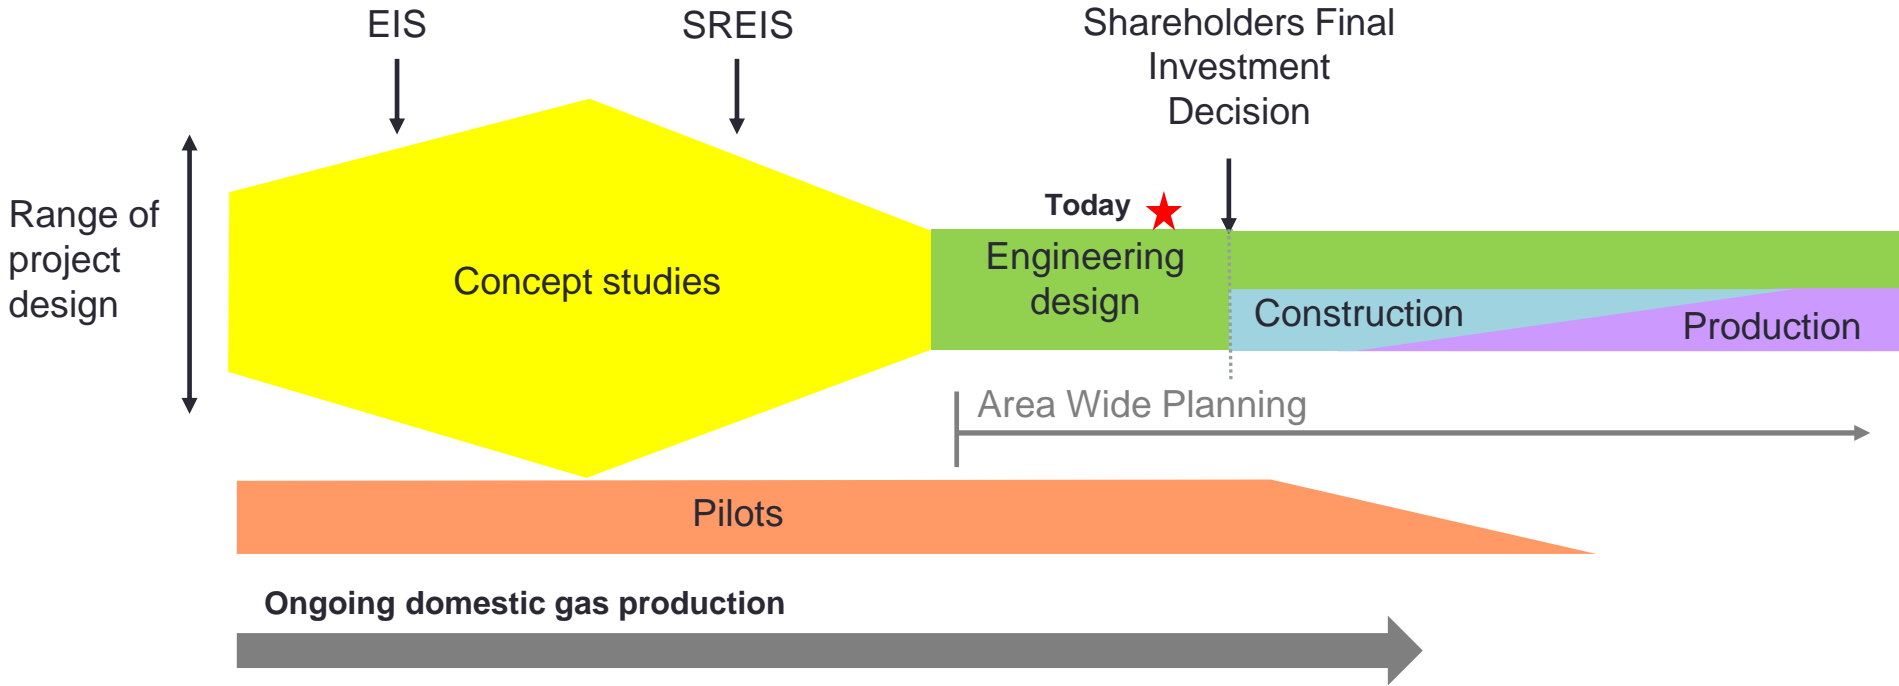 EIS
SREIS
Shareholders Final
Investment
Decision
Range of
project
design
Today
Concept studies
Engineering
design
Construction
Production
Area Wide Planning
Pilots
Ongoing domestic gas production